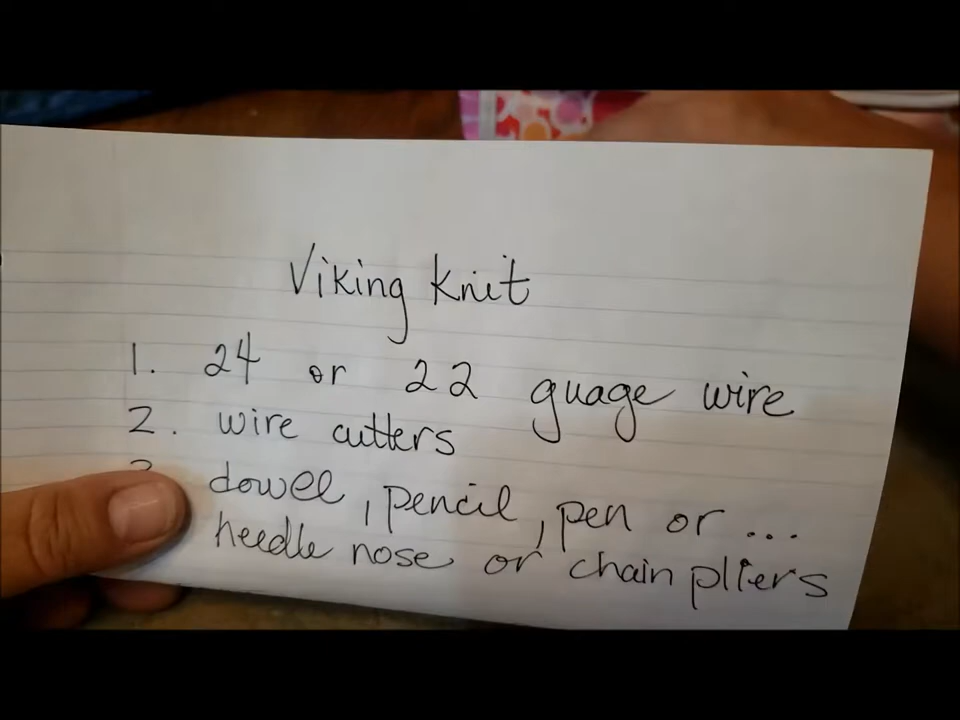 Viking Knit
1. 24 or 22 guage wire
2. wire cutters
dowel, pencil, pen or ...
needle nose or chain pliers